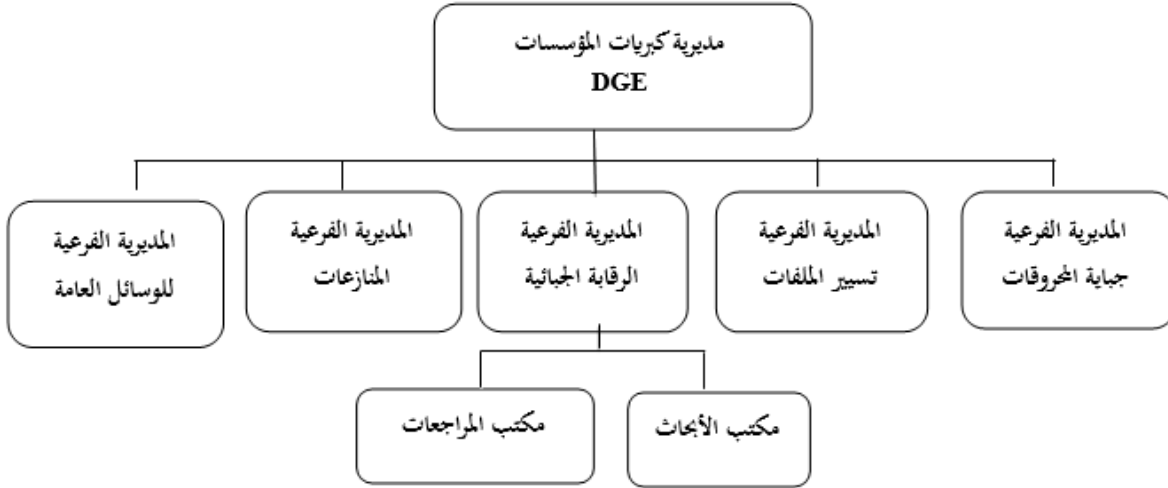 مديرية كبريات المؤسسات
DGE
المديرية الفرعية
جباية المحروقات
المديرية الفرعية
تسيير الملفات
المديرية الفرعية
الرقابة الجبائية
المديرية الفرعية
المنازعات
المديرية الفرعية
للوسائل العامة
مكتب الأبحاث
مكتب المراجعات